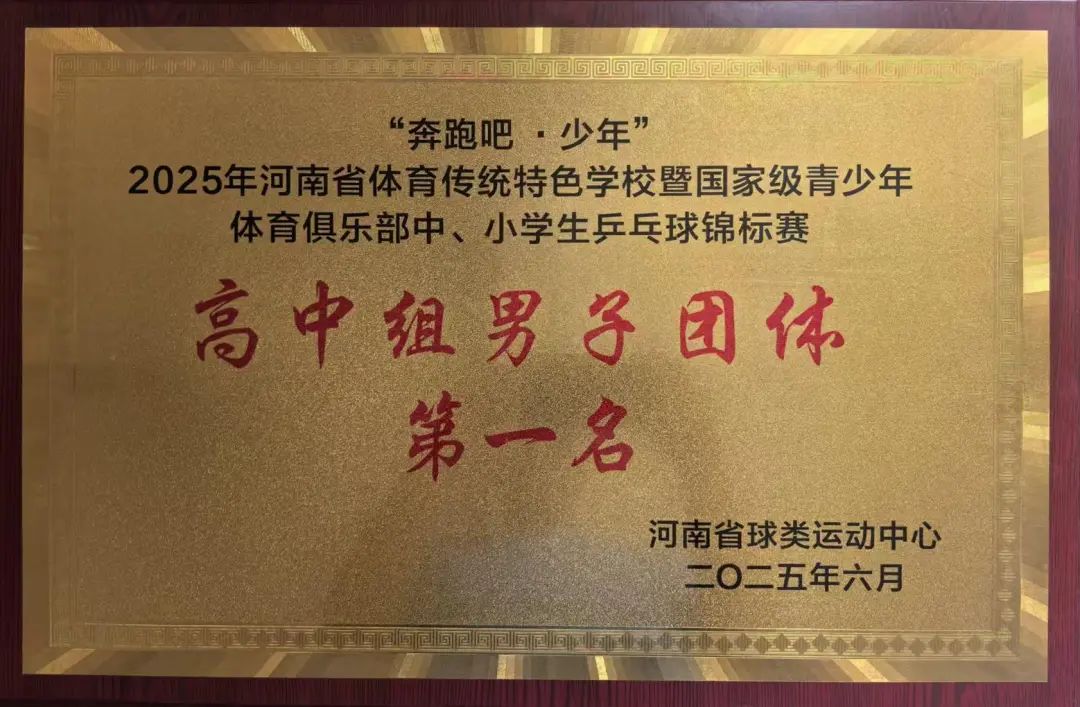 “奔跑吧·少年”
2025年河南省体育传统特色学校暨国家级青少年
体育俱乐部中、小学生乒乓球锦标赛
高中组男子团体
第一名
河南省球类运动中心
二〇二五年六月